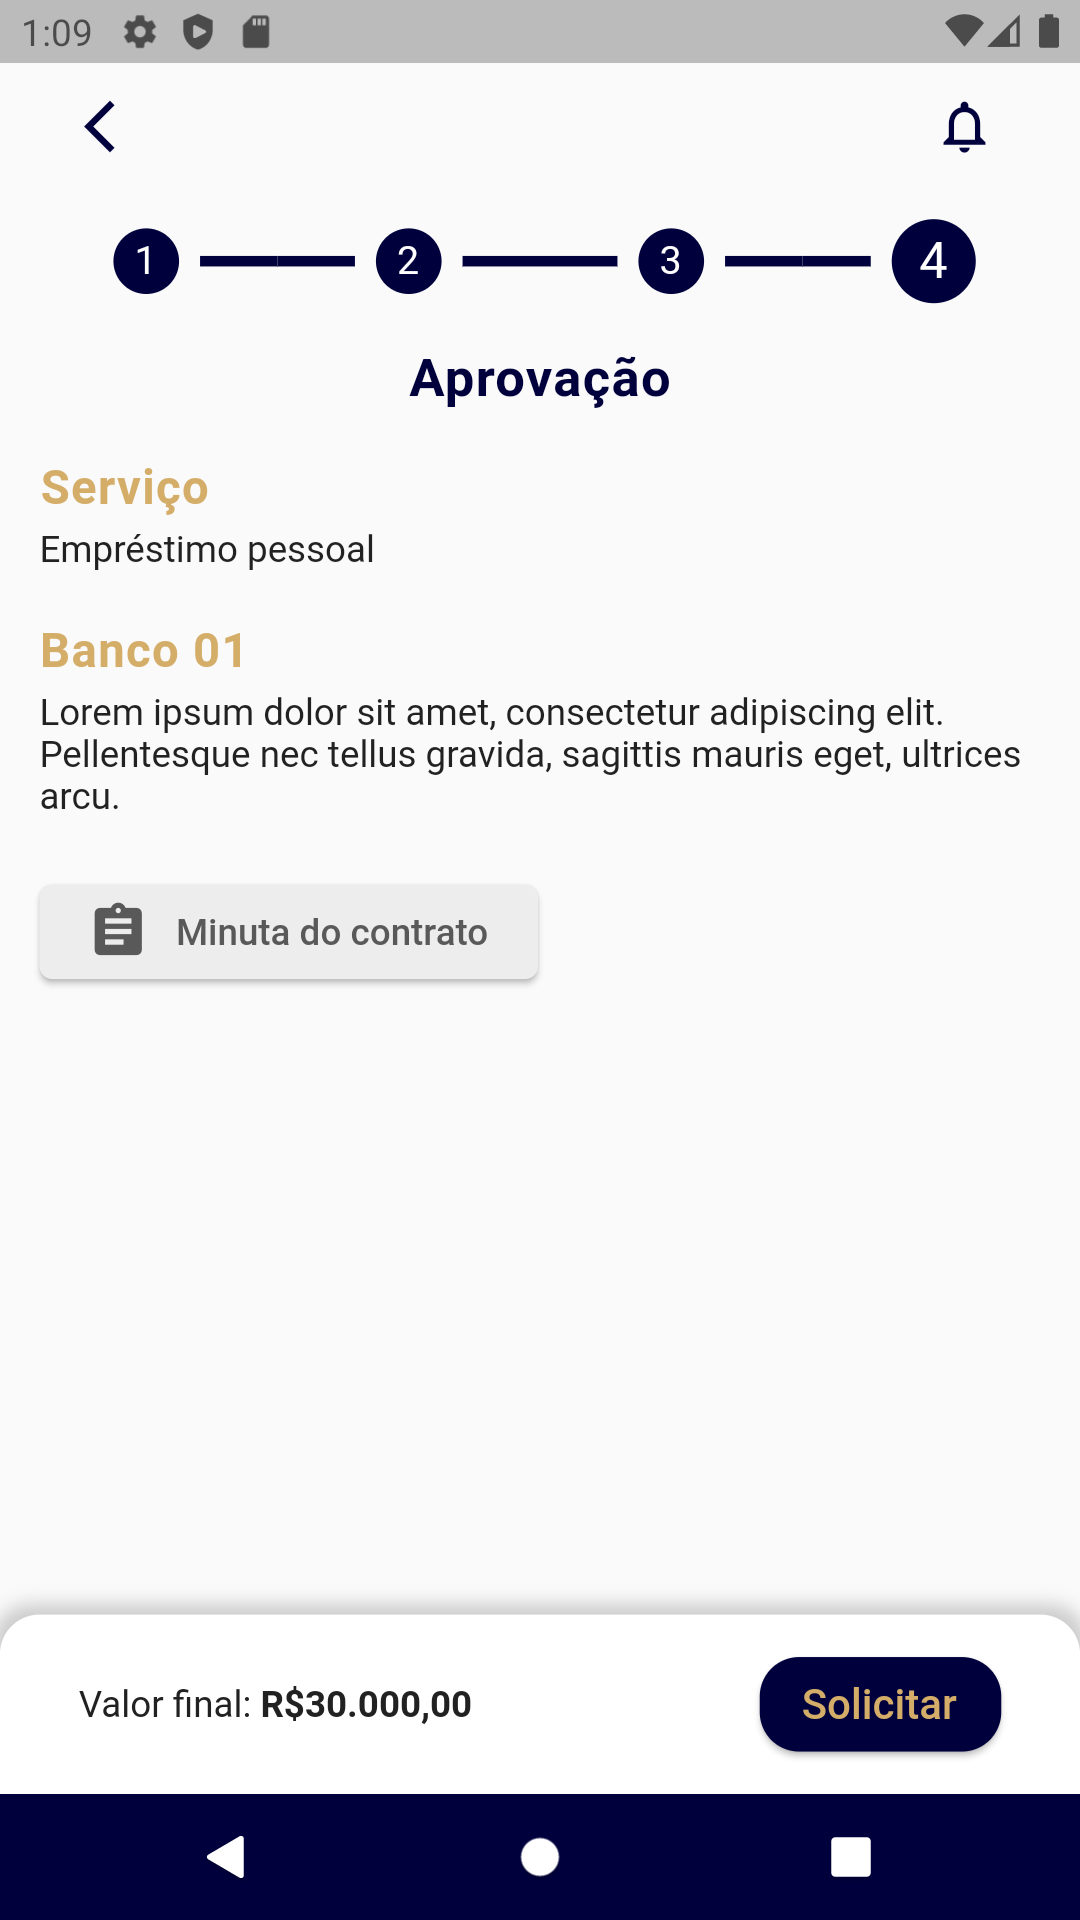 1:09
1 2 3 4
Aprovação
Serviço
Empréstimo pessoal
Banco 01
Lorem ipsum dolor sit amet, consectetur adipiscing elit.
Pellentesque nec tellus gravida, sagittis mauris eget, ultrices
arcu.
Minuta do contrato
Valor final: R$30.000,00
Solicitar